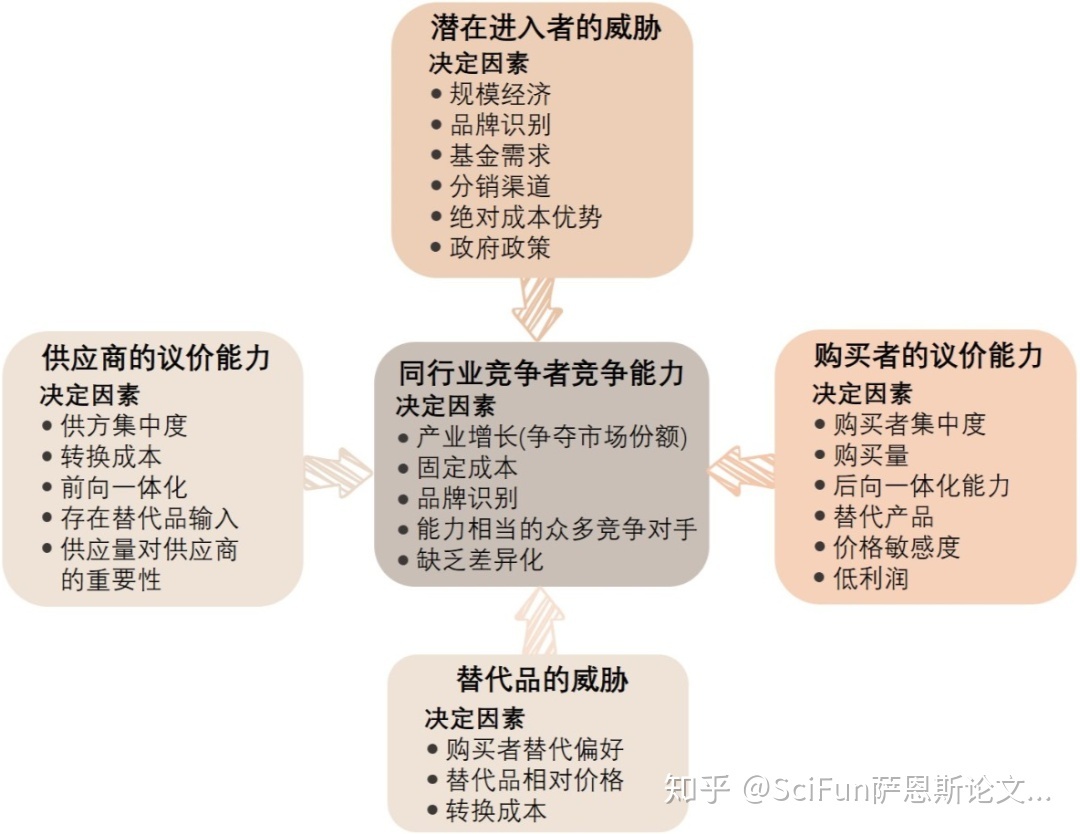 潜在进入者的威胁
决定因素
• 规模经济
• 品牌识别
• 基金需求
• 分销渠道
• 绝对成本优势
• 政府政策
供应商的议价能力
决定因素
• 供方集中度
• 转换成本
• 前向一体化
• 存在替代品输入
• 供应量对供应商
的重要性
同行业竞争者竞争能力
决定因素
• 产业增长(争夺市场份额)
• 固定成本
• 品牌识别
• 能力相当的众多竞争对手
• 缺乏差异化
购买者的议价能力
决定因素
• 购买者集中度
• 购买量
• 后向一体化能力
• 替代产品
• 价格敏感度
• 低利润
替代品的威胁
决定因素
• 购买者替代偏好
• 替代品相对价格
• 转换成本
知乎 @SciFun萨恩斯论文...